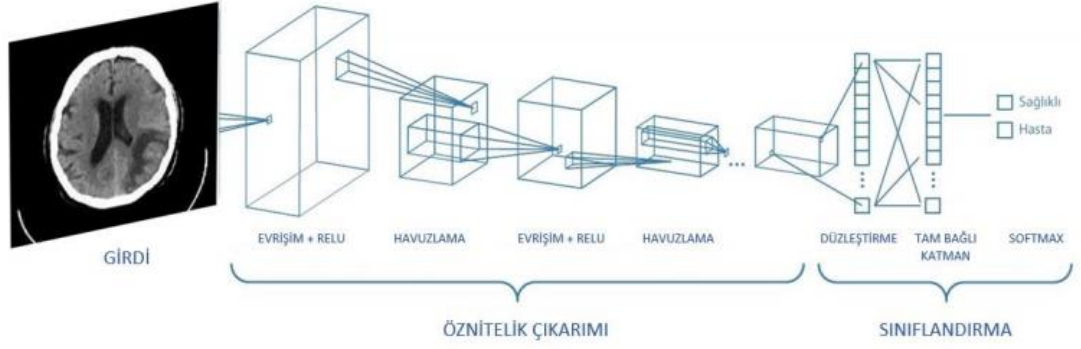 Sağlıklı
Hasta
GİRDİ
EVRİŞİM + RELU
HAVUZLAMA
EVRİŞİM + RELU
HAVUZLAMA
DÜZLEŞTİRME
TAM BAĞLI
KATMAN
SOFTMAX
ÖZNİTELİK ÇIKARIMI
SINIFLANDIRMA